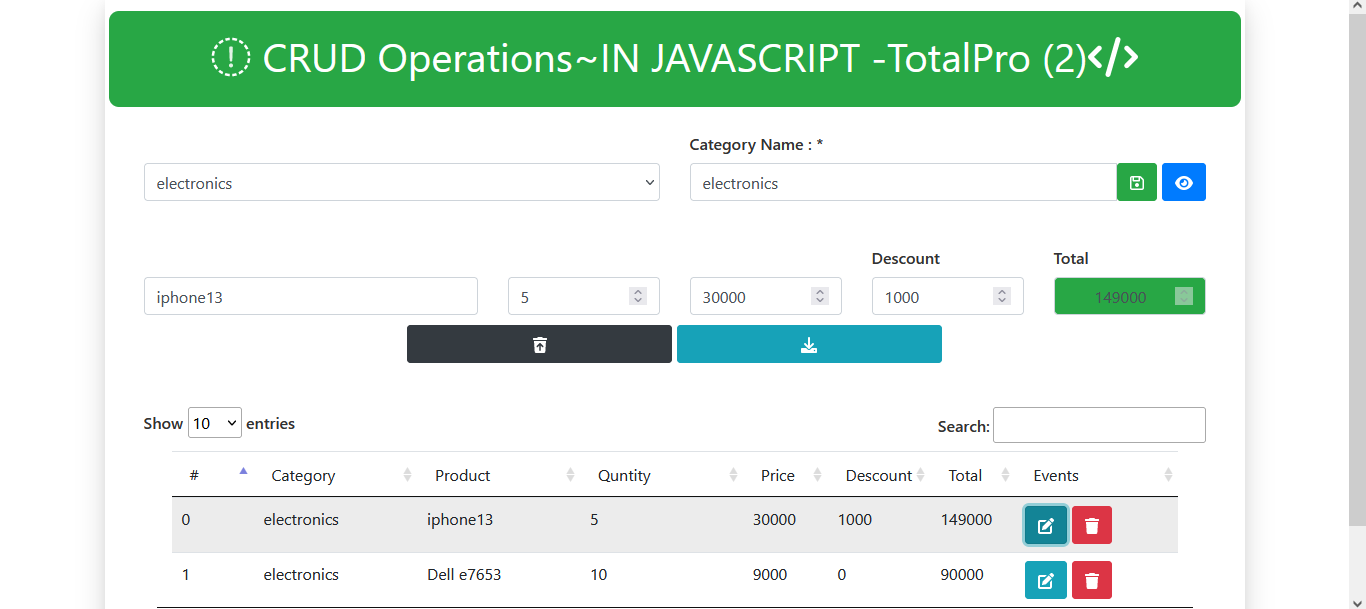 CRUD Operations~IN JAVASCRIPT -TotalPro (2)</>
Category Name : *
electronics electronics
Descount Total
iphone13 5 30000 1000 149000
Show 10 entries Search:
# Category Product Quntity Price Descount Total Events
0 electronics iphone13 5 30000 1000 149000
1 electronics Dell e7653 10 9000 0 90000